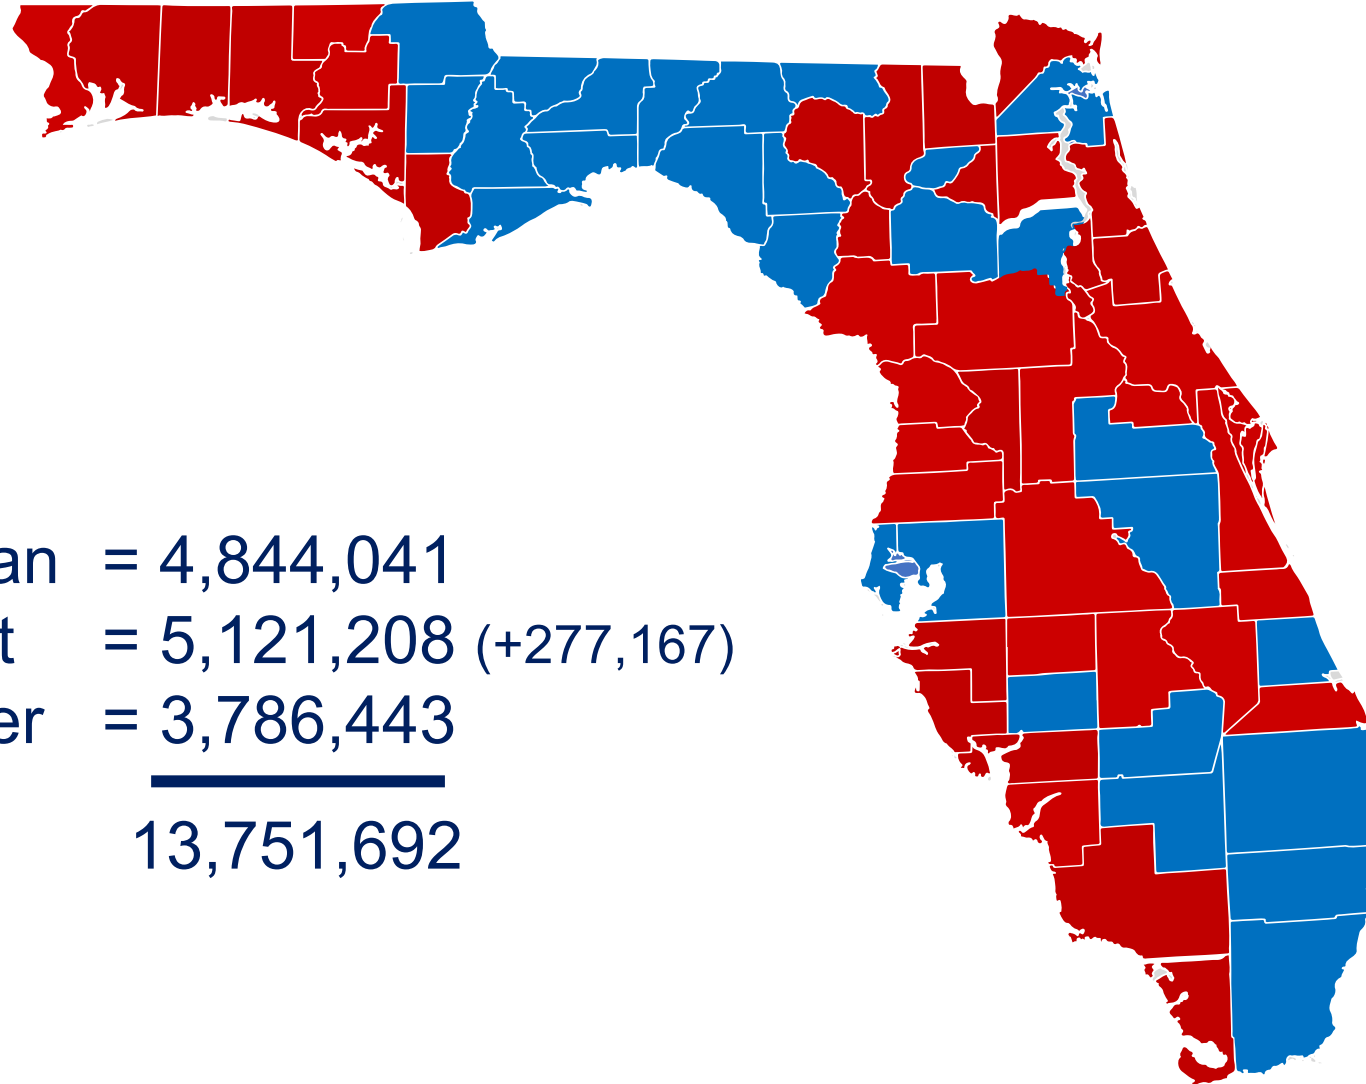 an = 4,844,041
t = 5,121,208 (+277,167)
er = 3,786,443
13,751,692